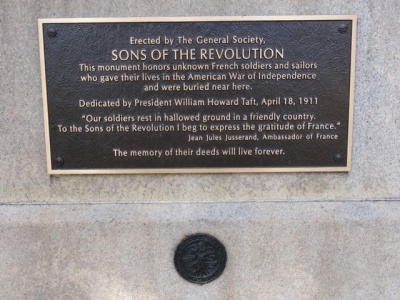 Erected by The General Society,
SONS OF THE REVOLUTION
This monument honors unknown French soldiers and sailors
who gave their lives in the American War of Independence
and were buried near here.
Dedicated by President William Howard Taft, April 18, 1911
"Our soldiers rest in hallowed ground in a friendly country.
To the Sons of the Revolution I beg to express the gratitude of France."
Jean Jules Jusserand, Ambassador of France
The memory of their deeds will live forever.